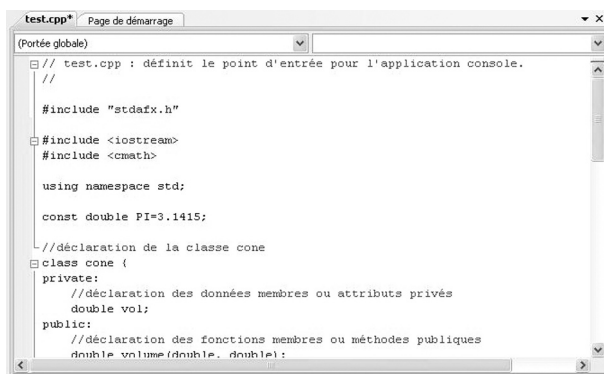 test.cpp* Page de démarrage
(Portée globale)
// test.cpp : définit le point d'entrée pour l'application console.
//
#include "stdafx.h"
#include <iostream>
#include <cmath>
using namespace std;
const double PI=3.1415;
//déclaration de la classe cone
class cone {
private:
//déclaration des données membres ou attributs privés
double vol;
public:
//déclaration des fonctions membres ou méthodes publiques
double volume(double, double);